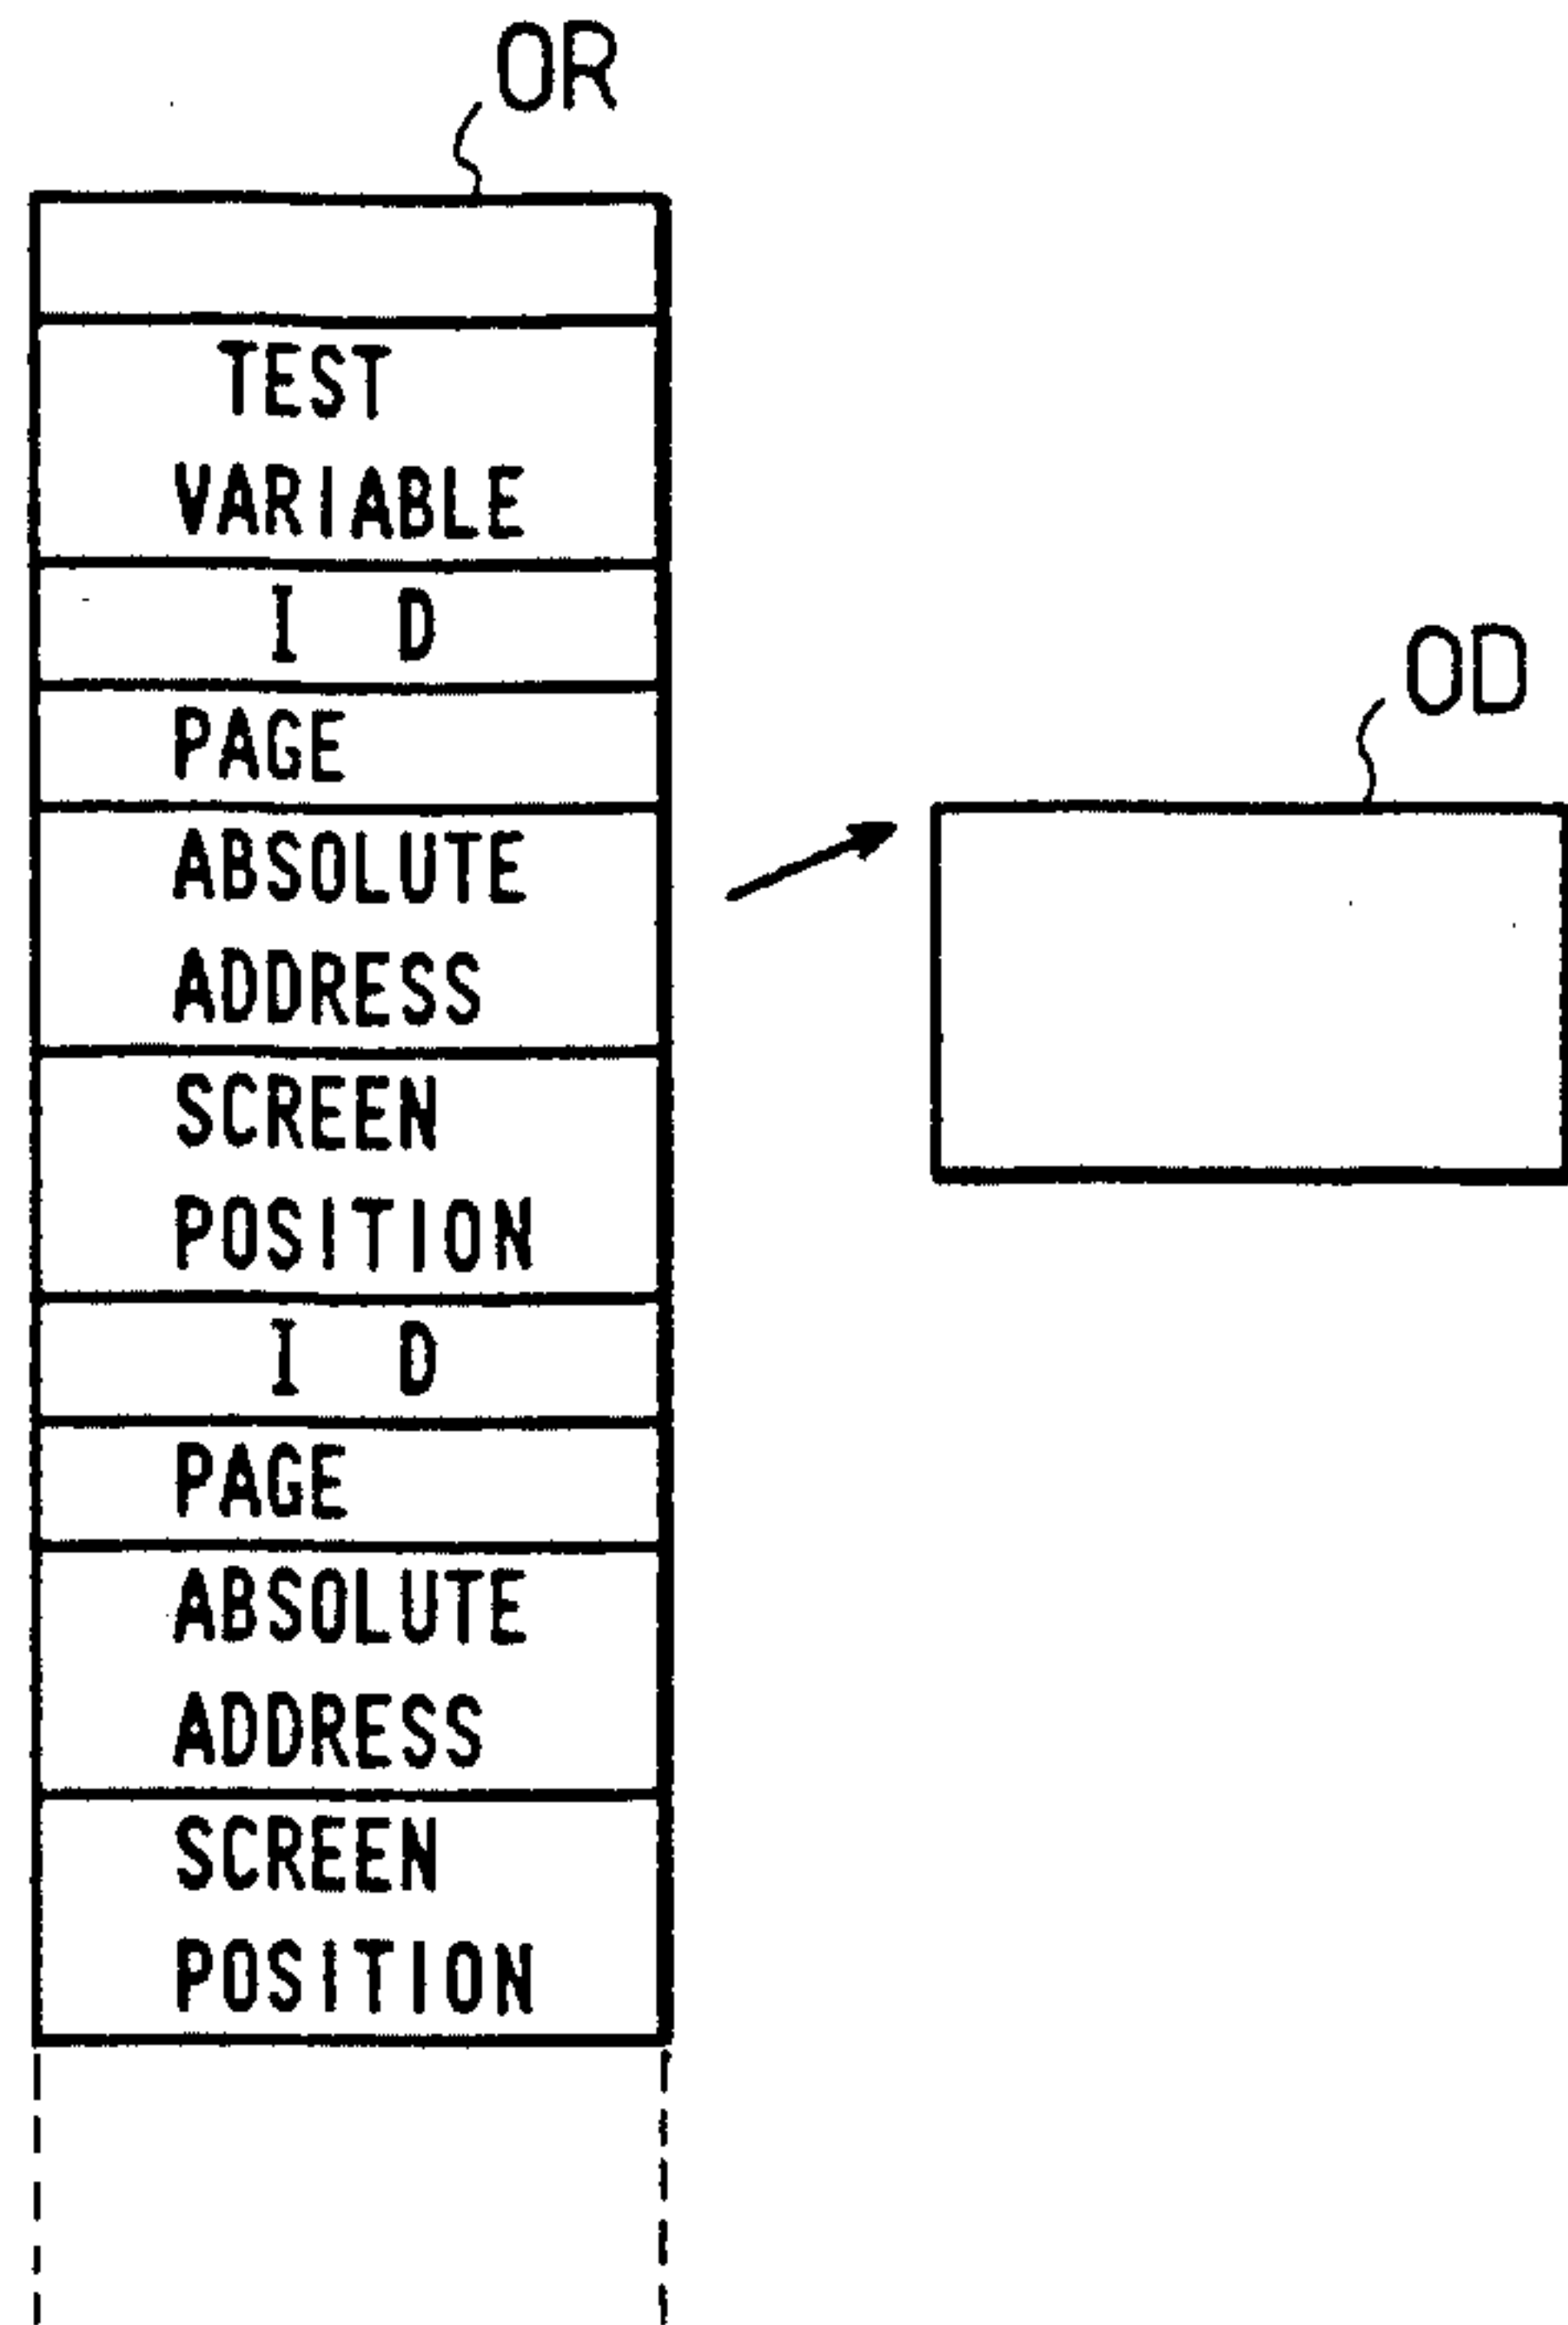 OR
TEST
VARIABLE
I D
PAGE
ABSOLUTE
ADDRESS
SCREEN
POSITION
I D
PAGE
ABSOLUTE
ADDRESS
SCREEN
POSITION
OD